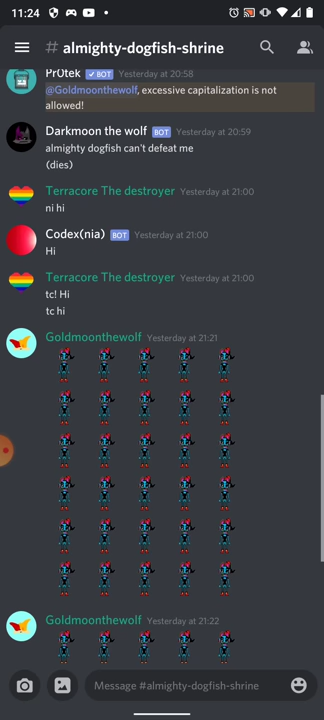 11:24
# almighty-dogfish-shrine
Pr0tek ✓ BOT Yesterday at 20:58
@Goldmoonthewolf, excessive capitalization is not
allowed!
Darkmoon the wolf BOT Yesterday at 20:59
almighty dogfish can't defeat me
(dies)
Terracore The destroyer Yesterday at 21:00
ni hi
Codex(nia) BOT Yesterday at 21:00
Hi
Terracore The destroyer Yesterday at 21:00
tc! Hi
tc hi
Goldmoonthewolf Yesterday at 21:21
Goldmoonthewolf Yesterday at 21:22
Message #almighty-dogfish-shrine